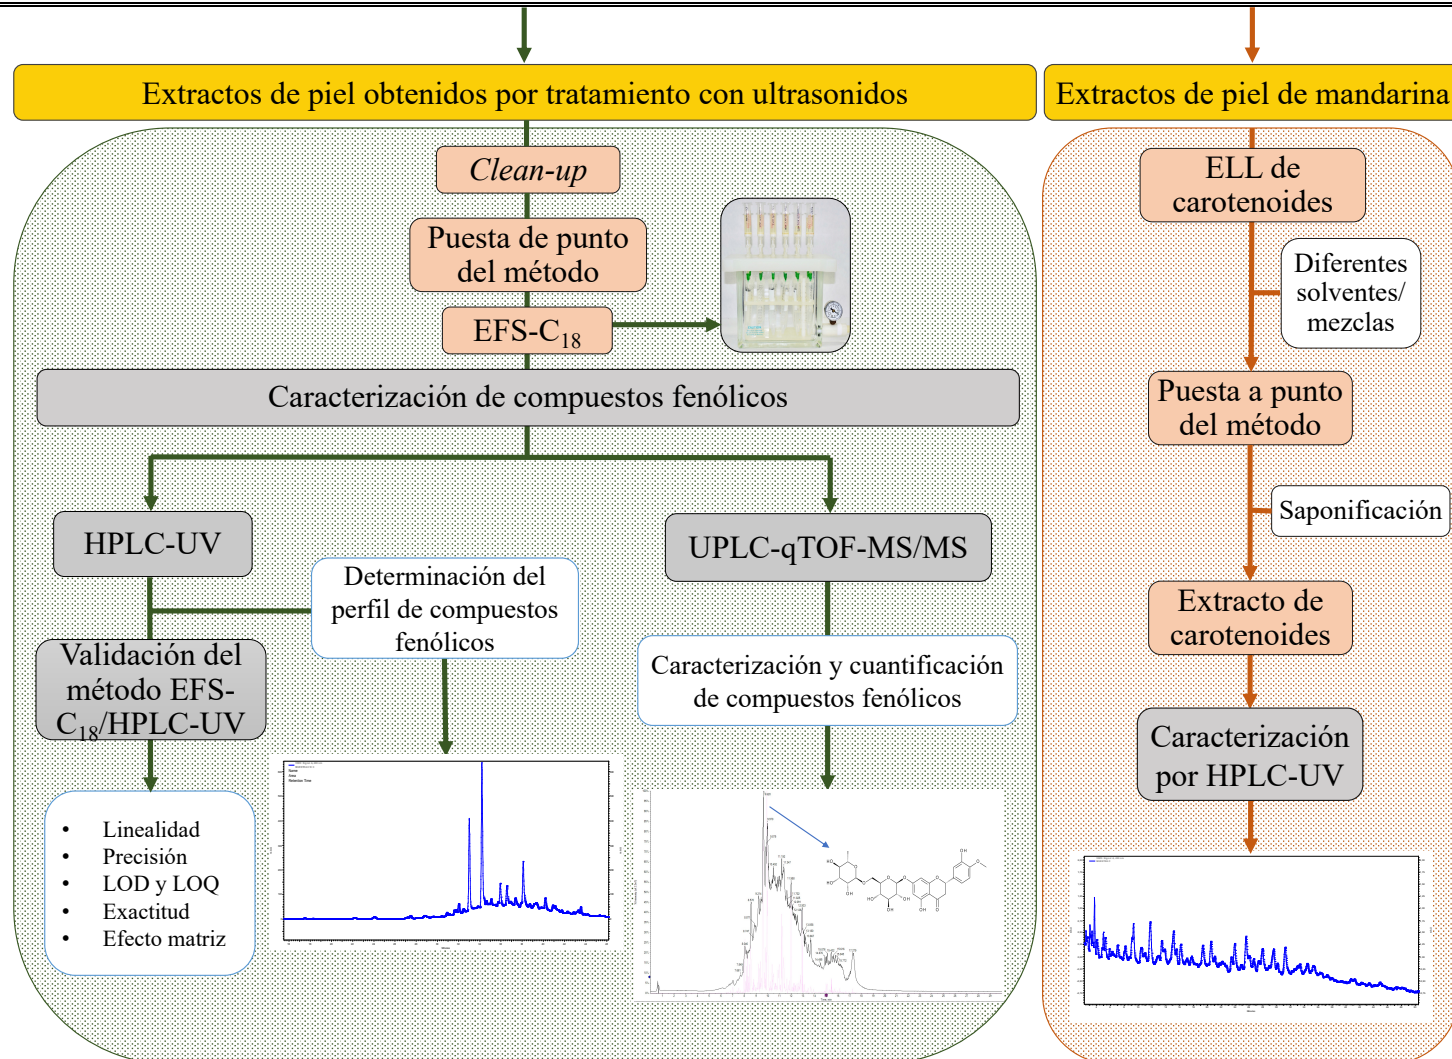 Extractos de piel obtenidos por tratamiento con ultrasonidos
Clean-up
Puesta de punto
del método
EFS-C18
Caracterización de compuestos fenólicos
HPLC-UV
Determinación del
perfil de compuestos
fenólicos
Validación del
método EFS-
C18/HPLC-UV
• Linealidad
• Precisión
• LOD y LOQ
• Exactitud
• Efecto matriz
UPLC-qTOF-MS/MS
Caracterización y cuantificación
de compuestos fenólicos
Extractos de piel de mandarina
ELL de
carotenoides
Diferentes
solventes/
mezclas
Puesta a punto
del método
Saponificación
Extracto de
carotenoides
Caracterización
por HPLC-UV